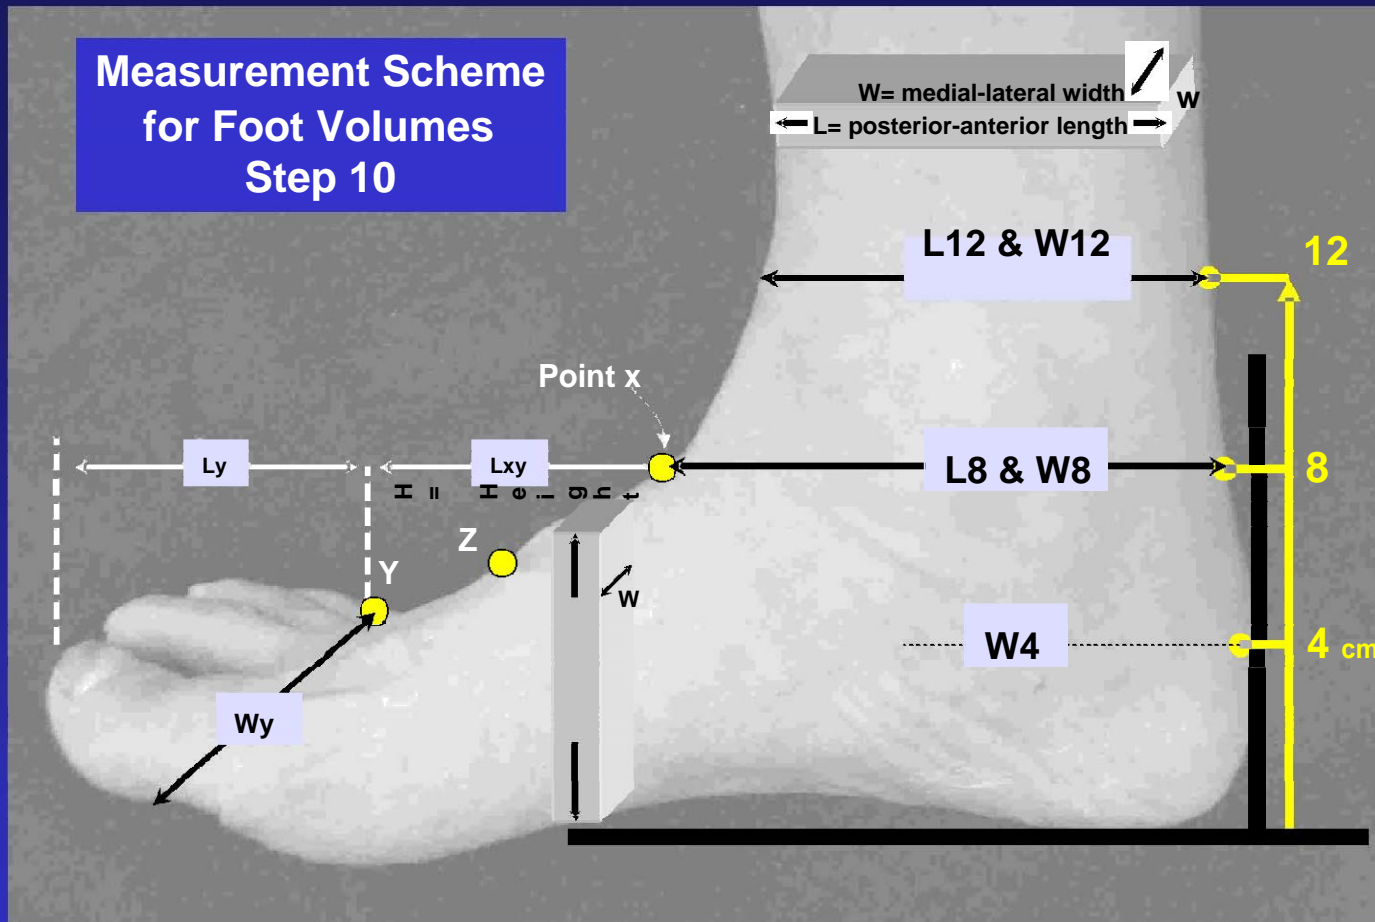 Measurement Scheme
for Foot Volumes
Step 10
W= medial-lateral width
W
L= posterior-anterior length
L12 & W12
12
Point x
Ly
Lxy
L8 & W8
8
H = Height
Z
Y
W
W4
4 cm
Wy